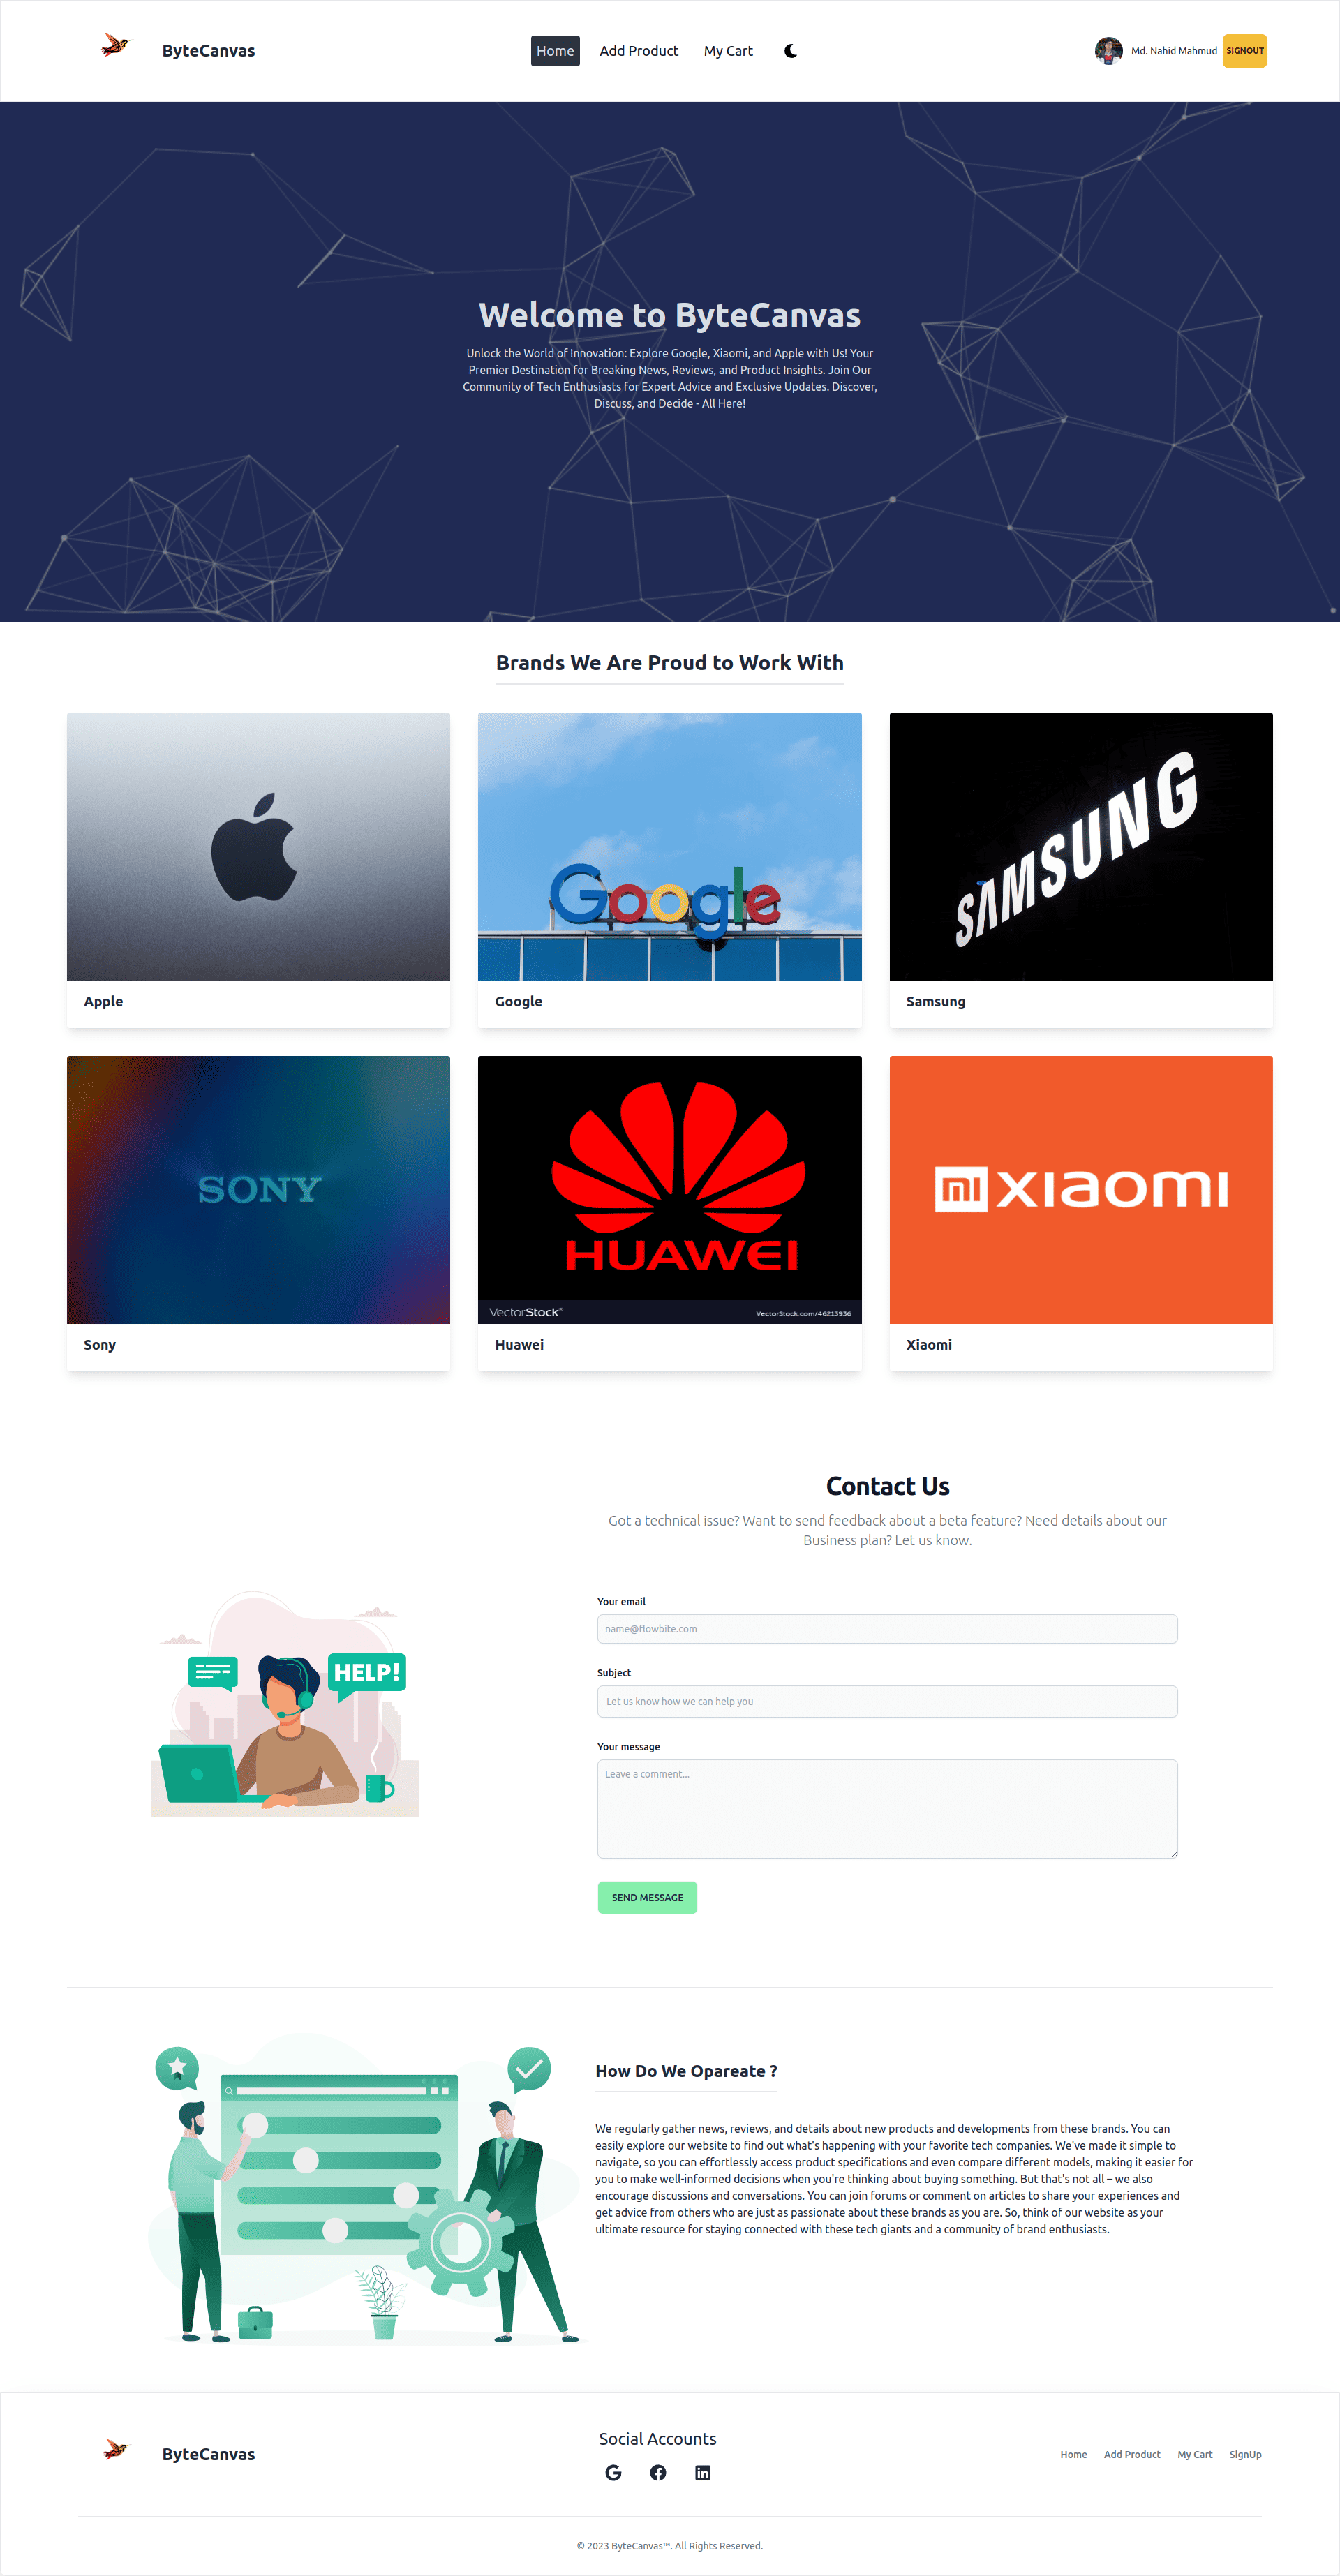 ByteCanvas
Home
Add Product
My Cart
Md. Nahid Mahmud
SIGNOUT
Welcome to ByteCanvas
Unlock the World of Innovation: Explore Google, Xiaomi, and Apple with Us! Your
Premier Destination for Breaking News, Reviews, and Product Insights. Join Our
Community of Tech Enthusiasts for Expert Advice and Exclusive Updates. Discover,
Discuss, and Decide - All Here!
Brands We Are Proud to Work With
Google
SAMSUNG
Apple
Google
Samsung
SONY
HUAWEI
VectorStock®
VectorStock.com/46213936
mi xiaomi
Sony
Huawei
Xiaomi
Contact Us
Got a technical issue? Want to send feedback about a beta feature? Need details about our
Business plan? Let us know.
HELP!
Your email
name@flowbite.com
Subject
Let us know how we can help you
Your message
Leave a comment...
SEND MESSAGE
How Do We Opareate ?
We regularly gather news, reviews, and details about new products and developments from these brands. You can
easily explore our website to find out what's happening with your favorite tech companies. We've made it simple to
navigate, so you can effortlessly access product specifications and even compare different models, making it easier for
you to make well-informed decisions when you're thinking about buying something. But that's not all – we also
encourage discussions and conversations. You can join forums or comment on articles to share your experiences and
get advice from others who are just as passionate about these brands as you are. So, think of our website as your
ultimate resource for staying connected with these tech giants and a community of brand enthusiasts.
ByteCanvas
Social Accounts
Home
Add Product
My Cart
SignUp
© 2023 ByteCanvas™. All Rights Reserved.